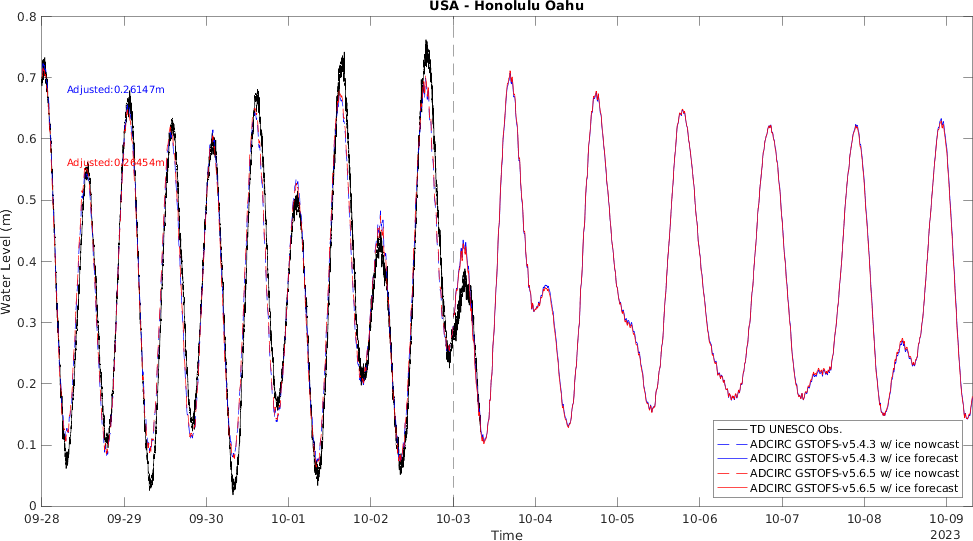 USA - Honolulu Oahu
0.8
0.7
0.6
0.5
0.4
0.3
0.2
0.1
0
Water Level (m)
Adjusted:0.26147m
Adjusted:0.26454m
TD UNESCO Obs.
ADCIRC GSTOFS-v5.4.3 w/ ice nowcast
ADCIRC GSTOFS-v5.4.3 w/ ice forecast
ADCIRC GSTOFS-v5.6.5 w/ ice nowcast
ADCIRC GSTOFS-v5.6.5 w/ ice forecast
09-28 09-29 09-30 10-01 10-02 10-03 10-04 10-05 10-06 10-07 10-08 10-09
2023
Time